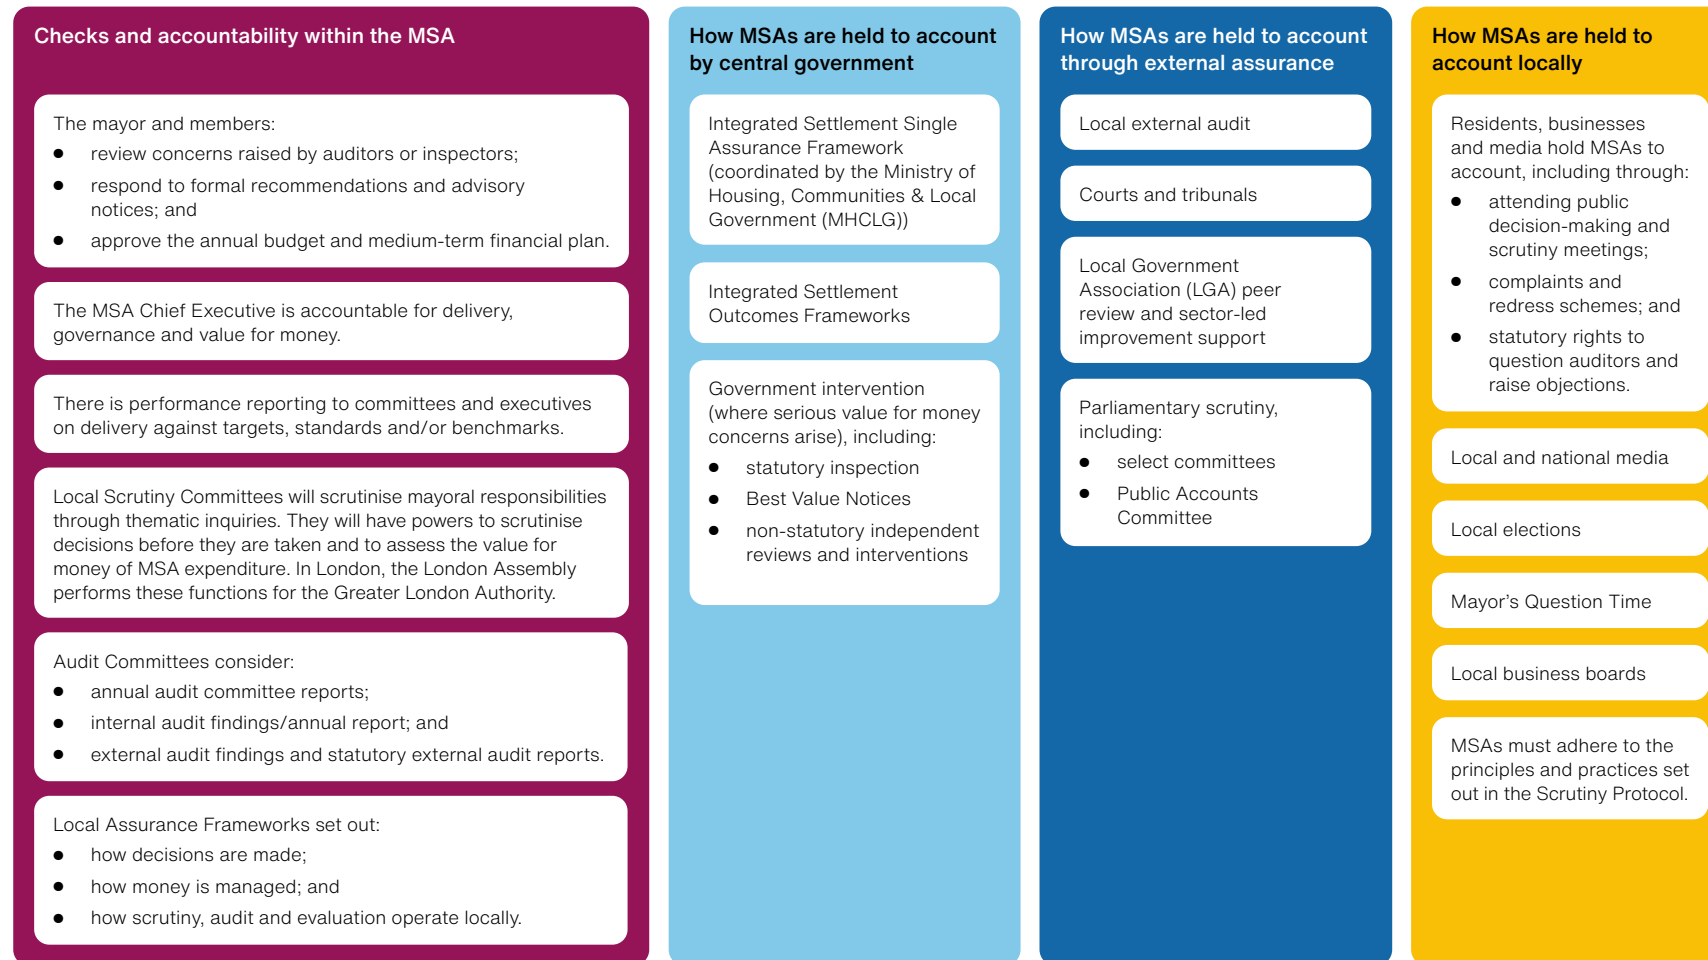 Checks and accountability within the MSA
The mayor and members:
● review concerns raised by auditors or inspectors;
● respond to formal recommendations and advisory
notices; and
● approve the annual budget and medium-term financial plan.
The MSA Chief Executive is accountable for delivery,
governance and value for money.
There is performance reporting to committees and executives
on delivery against targets, standards and/or benchmarks.
Local Scrutiny Committees will scrutinise mayoral responsibilities
through thematic inquiries. They will have powers to scrutinise
decisions before they are taken and to assess the value for
money of MSA expenditure. In London, the London Assembly
performs these functions for the Greater London Authority.
Audit Committees consider:
● annual audit committee reports;
● internal audit findings/annual report; and
● external audit findings and statutory external audit reports.
Local Assurance Frameworks set out:
● how decisions are made;
● how money is managed; and
● how scrutiny, audit and evaluation operate locally.
How MSAs are held to account
by central government
Integrated Settlement Single
Assurance Framework
(coordinated by the Ministry of
Housing, Communities & Local
Government (MHCLG))
Integrated Settlement
Outcomes Frameworks
Government intervention
(where serious value for money
concerns arise), including:
● statutory inspection
● Best Value Notices
● non-statutory independent
reviews and interventions
How MSAs are held to account
through external assurance
Local external audit
Courts and tribunals
Local Government
Association (LGA) peer
review and sector-led
improvement support
Parliamentary scrutiny,
including:
● select committees
● Public Accounts
Committee
How MSAs are held to
account locally
Residents, businesses
and media hold MSAs to
account, including through:
● attending public
decision-making and
scrutiny meetings;
● complaints and
redress schemes; and
● statutory rights to
question auditors and
raise objections.
Local and national media
Local elections
Mayor’s Question Time
Local business boards
MSAs must adhere to the
principles and practices set
out in the Scrutiny Protocol.